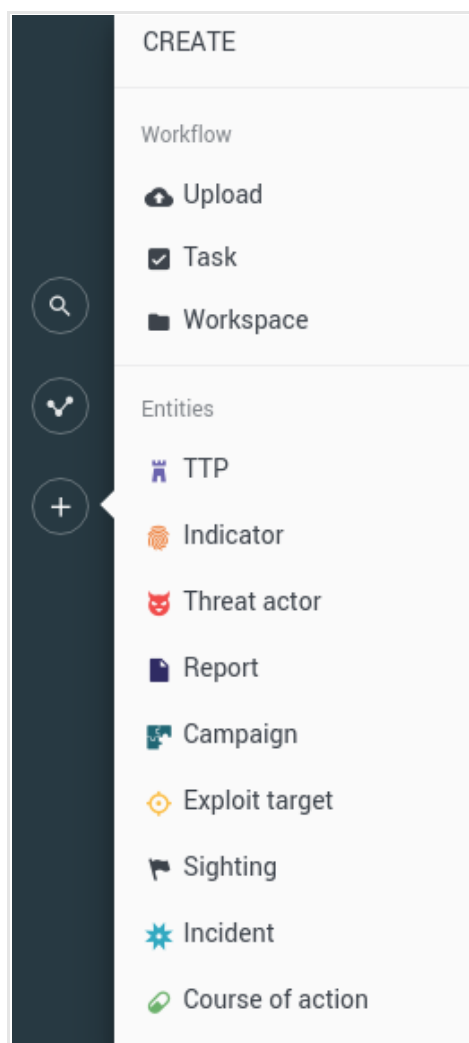 CREATE
Workflow
Upload
Task
Workspace
Entities
TTP
Indicator
Threat actor
Report
Campaign
Exploit target
Sighting
Incident
Course of action